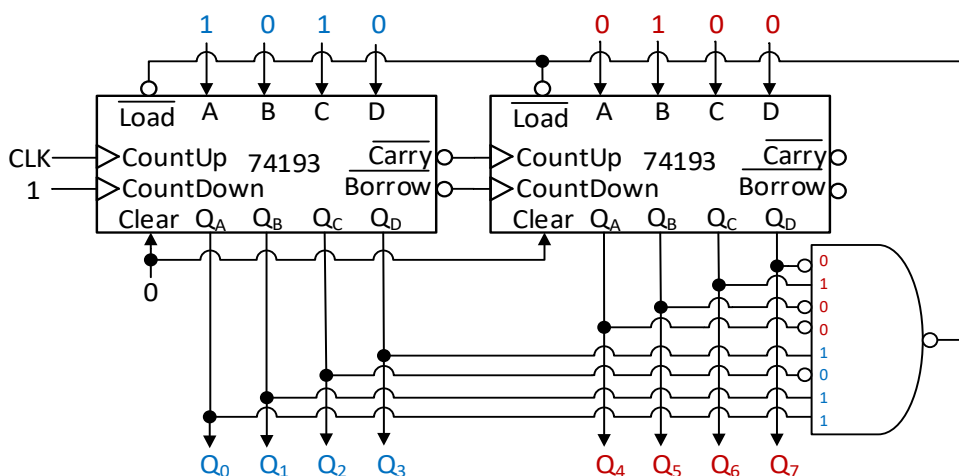 1 0 1 0 0 1 0 0
A B C D A B C D
Load Load
CLK CountUp 74193 Carry CountUp 74193 Carry
1 CountDown Borrow CountDown Borrow
Clear QA QB QC QD Clear QA QB QC QD
0
0
1
0
0
1
0
1
1
Q0 Q1 Q2 Q3 Q4 Q5 Q6 Q7